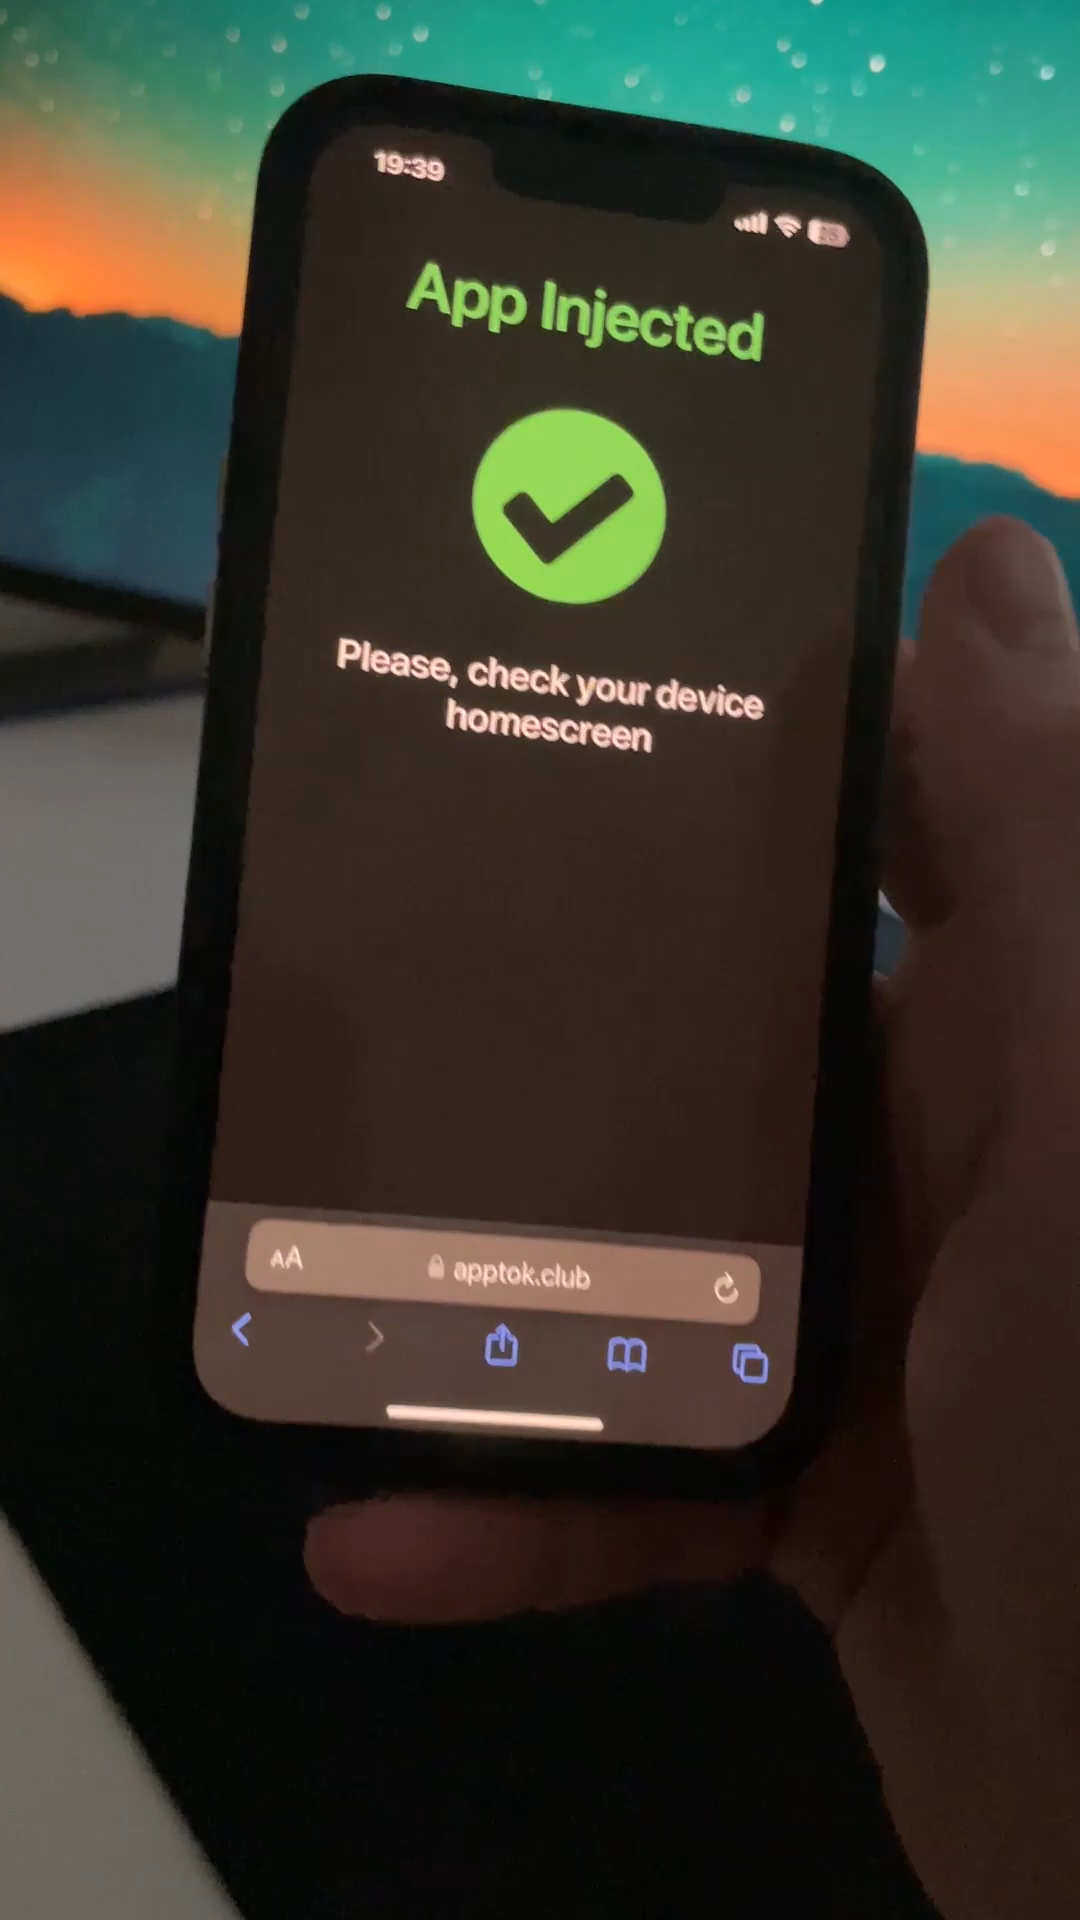 19:39
App Injected
Please, check your device
homescreen
AA
apptok.club